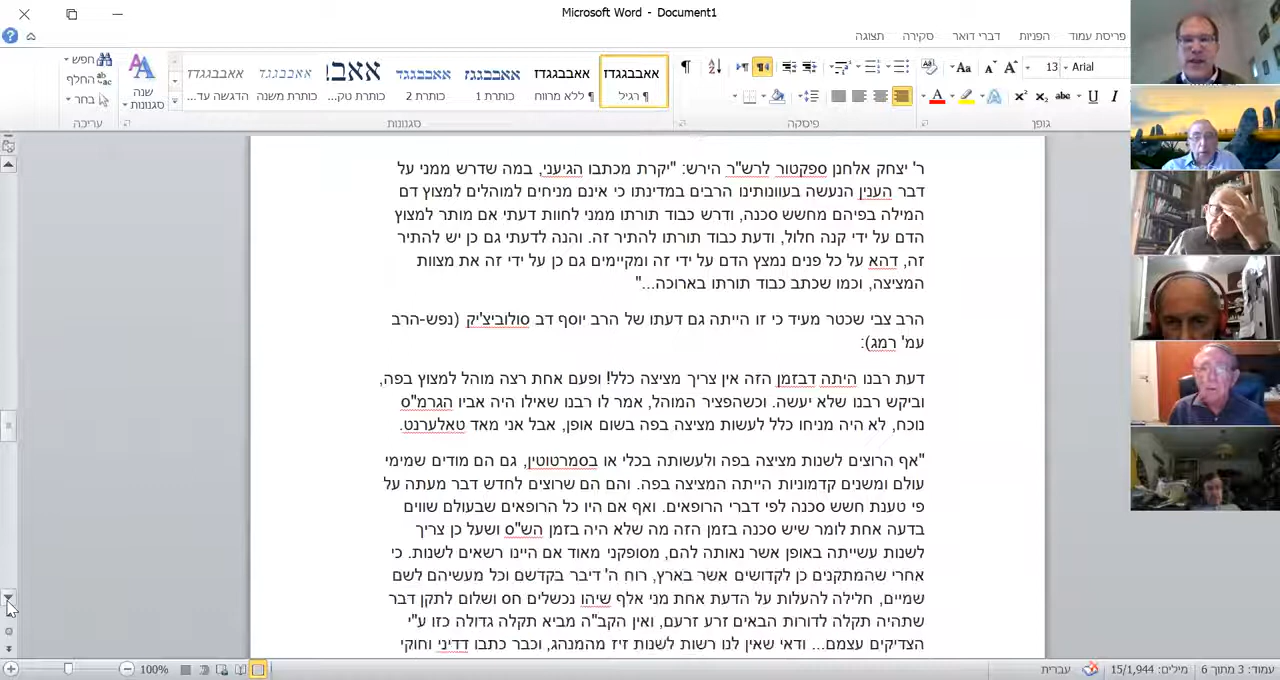 Microsoft Word - Document1
פריסת עמוד הפניות דברי דואר סקירה תצוגה
13 Arial
Aa
חפש
החלף
בחר
עריכה
שנה סגנונות
אאבבגגדז אאבבגגדז אאבבגגז אאבבגגדז אאב! אאבבגגדז אאבבגגדז
¶ רגיל ¶ ללא מרווח כותרת 1 כותרת 2 כותרת טק... כותרת משנה הדגשה עד...
סגנונות
פיסקה
גופן
ר' יצחק אלחנן ספקטור לרש"ר הירש: "יקרת מכתבו הגיעני, במה שדרש ממני על
דבר הענין הנעשה בעוונותינו הרבים במדינתו כי אינם מניחים למוהלים למצוץ דם
המילה בפיהם מחשש סכנה, ודרש כבוד תורתו ממני לחוות דעתי אם מותר למצוץ
הדם על ידי קנה חלול, ודעת כבוד תורתו להתיר זה. והנה לדעתי גם כן יש להתיר
זה, דהא על כל פנים נמצץ הדם על ידי זה ומקיימים גם כן על ידי זה את מצוות
המציצה, וכמו שכתב כבוד תורתו בארוכה..."
הרב צבי שכטר מעיד כי זו הייתה גם דעתו של הרב יוסף דב סולוביצ'יק (נפש-הרב
עמ' רמג):
דעת רבנו היתה דבזמן הזה אין צריך מציצה כלל! ופעם אחת רצה מוהל למצוץ בפה,
וביקש רבנו שלא יעשה. וכשהפציר המוהל, אמר לו רבנו שאילו היה אביו הגרמ"ס
נוכח, לא היה מניחו כלל לעשות מציצה בפה בשום אופן, אבל אני מאד טאלערנט.
"אף הרוצים לשנות מציצה בפה ולעשותה בכלי או בסמרטוטין, גם הם מודים שמימי
עולם ומשנים קדמוניות הייתה המציצה בפה. והם הם שרוצים לחדש דבר מעתה על
פי טענת חשש סכנה לפי דברי הרופאים. ואף אם היו כל הרופאים שבעולם שווים
בדעה אחת לומר שיש סכנה בזמן הזה מה שלא היה בזמן הש"ס ושעל כן צריך
לשנות עשייתה באופן אשר נאותה להם, מסופקני מאוד אם היינו רשאים לשנות. כי
אחרי שהמתקנים כן לקדושים אשר בארץ, רוח ה' דיבר בקדשם וכל מעשיהם לשם
שמיים, חלילה להעלות על הדעת אחת מני אלף שיהו נכשלים חס ושלום לתקן דבר
שתהיה תקלה לדורות הבאים זרע זרעם, ואין הקב"ה מביא תקלה גדולה כזו ע"י
הצדיקים עצמם... ודאי שאין לנו רשות לשנות זיז מהמנהג, וכבר כתבו דדיני וחוקי
עמוד: 3 מתוך 6 מילים: 15/1,944 עברית
100%